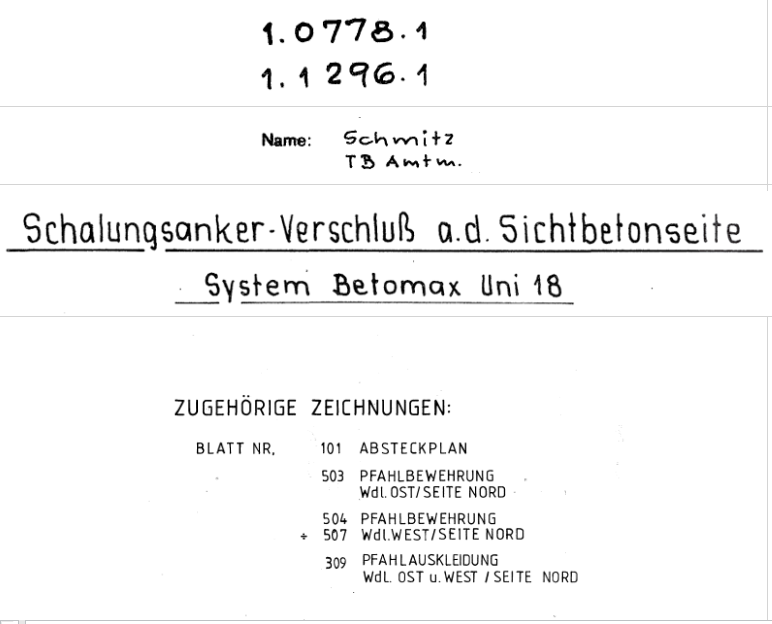 1.0778.1
1.1296.1
Name: Schmitz
TB Amtm.
Schalungsanker-Verschluß a.d. Sichtbetonseite
System Betomax Uni 18
ZUGEHÖRIGE ZEICHNUNGEN:
BLATT NR. 101 ABSTECKPLAN
503 PFAHLBEWEHRUNG
Wdl. OST/SEITE NORD
504 PFAHLBEWEHRUNG
+ 507 Wdl. WEST/SEITE NORD
309 PFAHLAUSKLEIDUNG
WdL. OST u. WEST / SEITE NORD